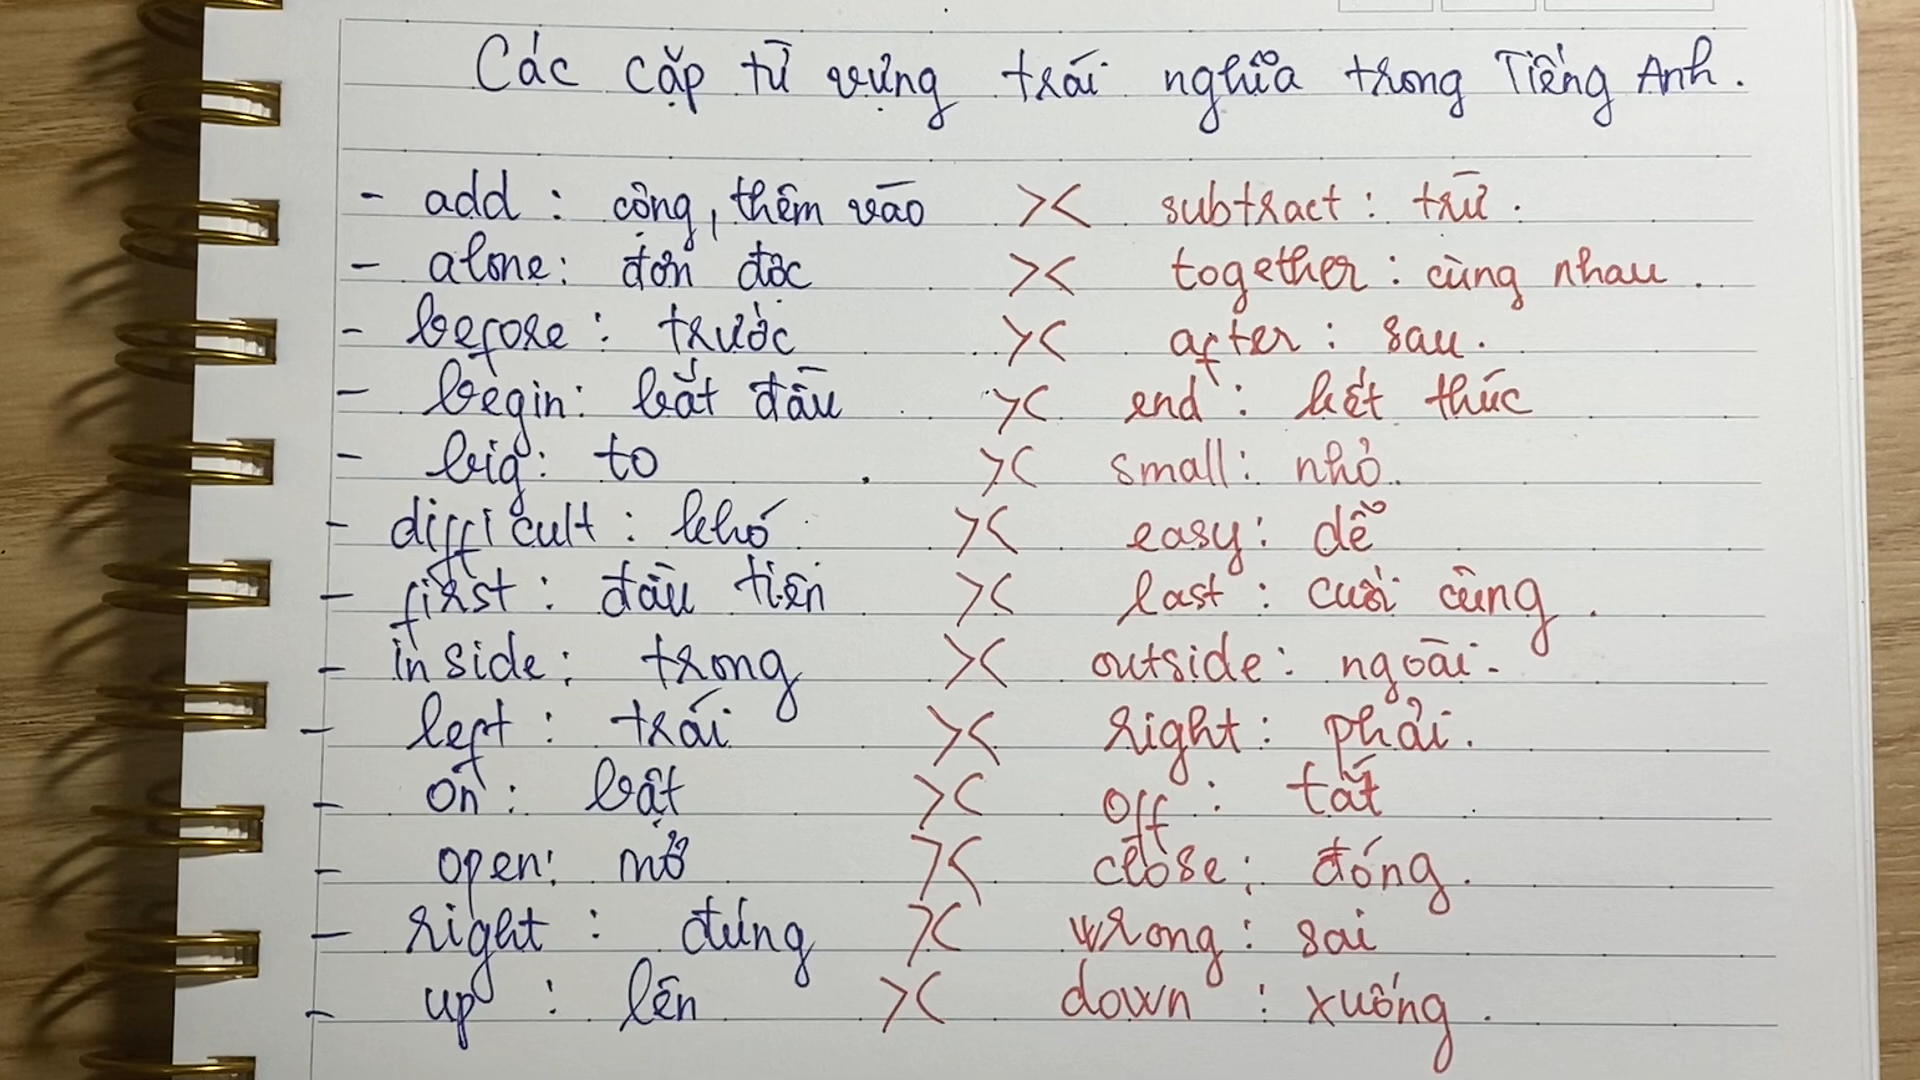 Các cặp từ vựng trái nghĩa trong Tiếng Anh.
- add : cộng, thêm vào >< subtract : trừ.
- alone : đơn độc >< together : cùng nhau.
- before : trước >< after : sau.
- begin : bắt đầu >< end : kết thúc
- big : to >< small : nhỏ.
- difficult : khó >< easy : dễ
- first : đầu tiên >< last : cuối cùng.
- inside : trong >< outside : ngoài.
- left : trái >< right : phải.
- on : bật >< off : tắt
- open : mở >< close : đóng.
- right : đúng >< wrong : sai
- up : lên >< down : xuống.